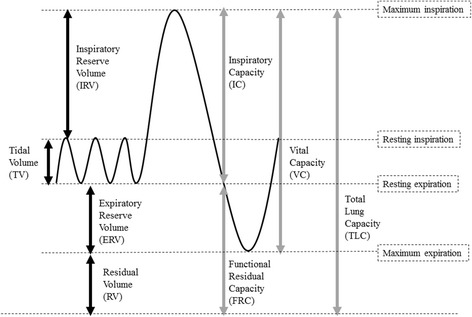 Maximum inspiration
Inspiratory
Reserve
Volume
(IRV)
Inspiratory
Capacity
(IC)
Resting inspiration
Tidal
Volume
(TV)
Vital
Capacity
(VC)
Resting expiration
Expiratory
Reserve
Volume
(ERV)
Total
Lung
Capacity
(TLC)
Maximum expiration
Residual
Volume
(RV)
Functional
Residual
Capacity
(FRC)